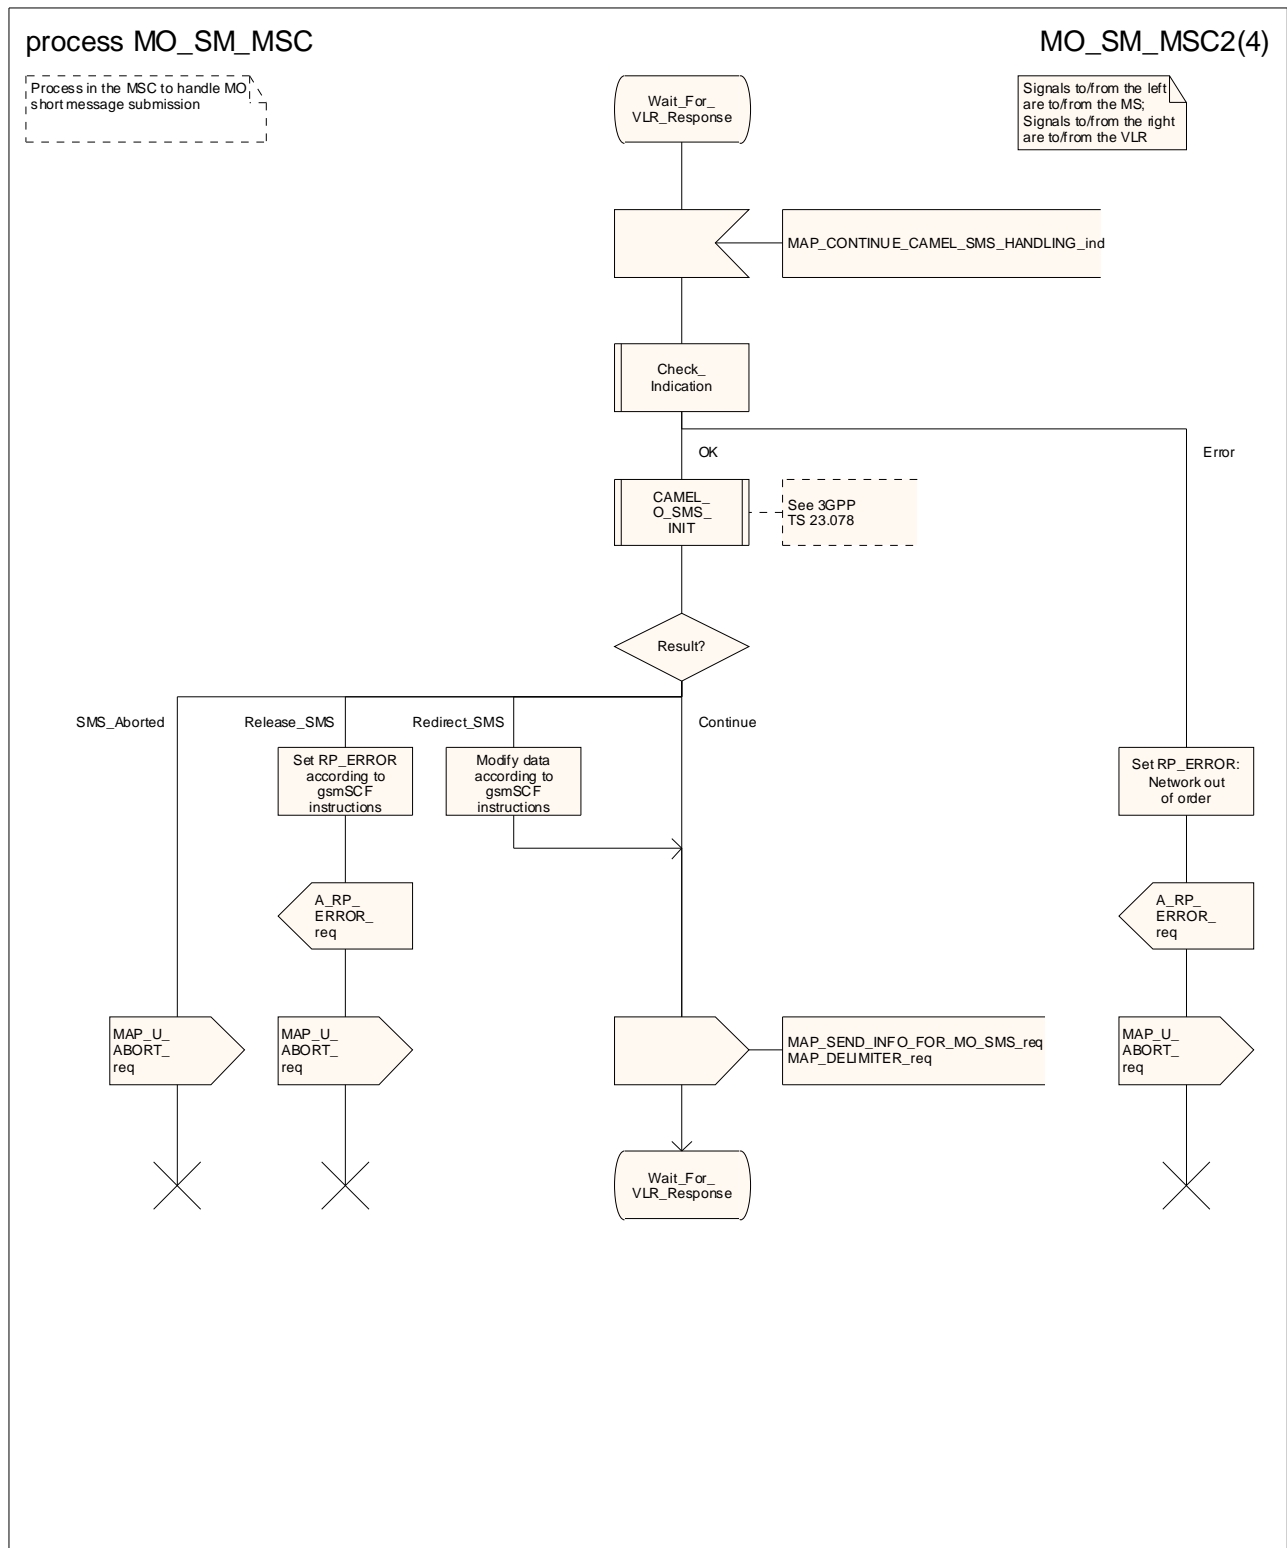 process MO_SM_MSC
MO_SM_MSC2(4)
Process in the MSC to handle MO
short message submission
Wait_For_
VLR_Response
Signals to/from the left
are to/from the MS;
Signals to/from the right
are to/from the VLR
MAP_CONTINUE_CAMEL_SMS_HANDLING_ind
Check_
Indication
OK
Error
CAMEL_
O_SMS_
INIT
See 3GPP
TS 23.078
Result?
SMS_Aborted
Release_SMS
Redirect_SMS
Continue
Set RP_ERROR
according to
gsmSCF
instructions
Modify data
according to
gsmSCF
instructions
Set RP_ERROR:
Network out
of order
A_RP_
ERROR_
req
A_RP_
ERROR_
req
MAP_U_
ABORT_
req
MAP_U_
ABORT_
req
MAP_SEND_INFO_FOR_MO_SMS_req
MAP_DELIMITER_req
MAP_U_
ABORT_
req
Wait_For_
VLR_Response